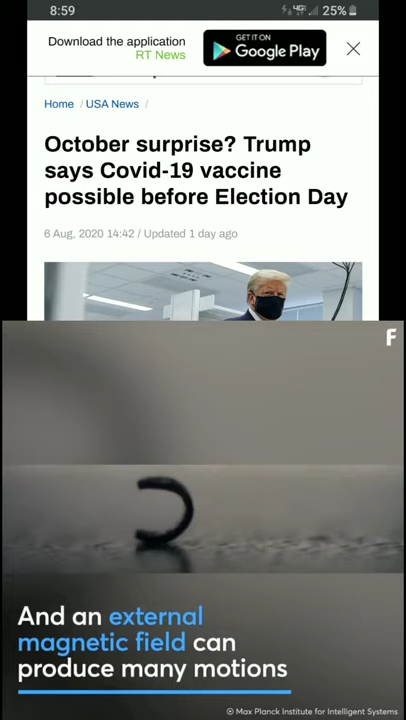 8:59
25%
Download the application
RT News
GET IT ON
Google Play
Home / USA News /
October surprise? Trump
says Covid-19 vaccine
possible before Election Day
6 Aug, 2020 14:42 / Updated 1 day ago
F
And an external
magnetic field can
produce many motions
© Max Planck Institute for Intelligent Systems